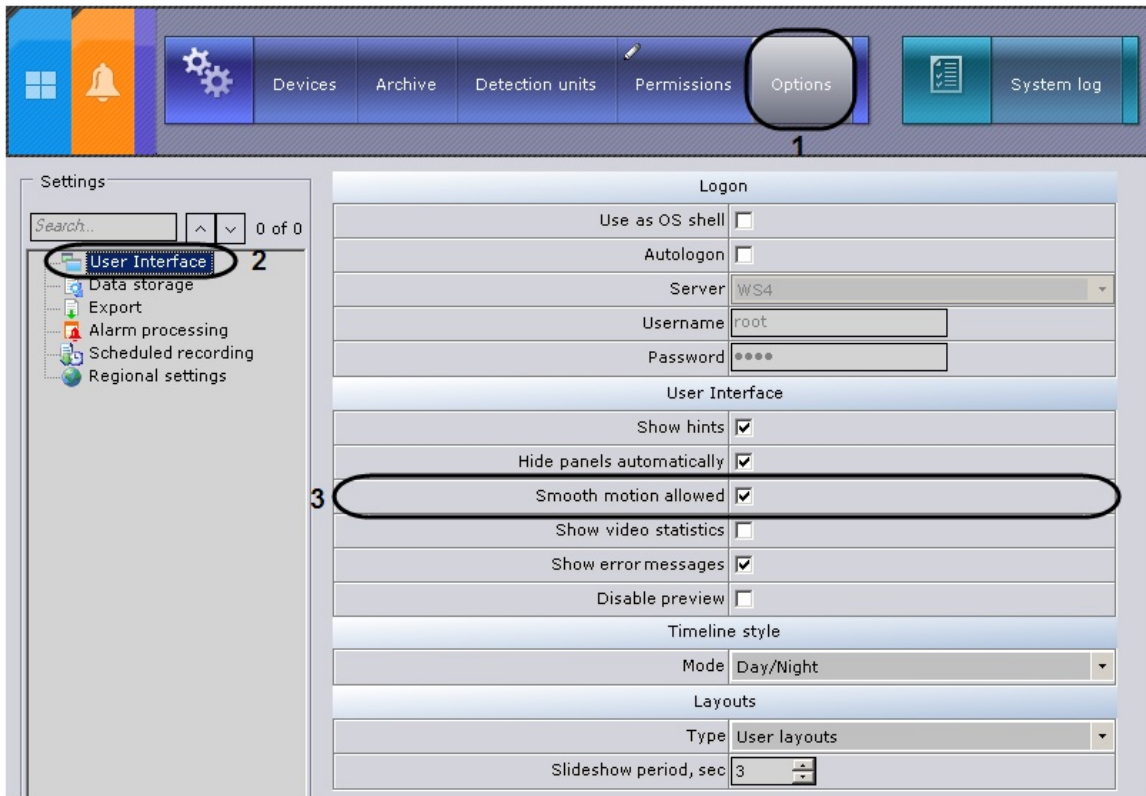 Devices Archive Detection units Permissions Options System log
1
Settings
Search... 0 of 0
User Interface 2
Data storage
Export
Alarm processing
Scheduled recording
Regional settings
Logon
Use as OS shell
Autologon
Server WS4
Username root
Password ●●●●
User Interface
Show hints
Hide panels automatically
3 Smooth motion allowed
Show video statistics
Show error messages
Disable preview
Timeline style
Mode Day/Night
Layouts
Type User layouts
Slideshow period, sec 3